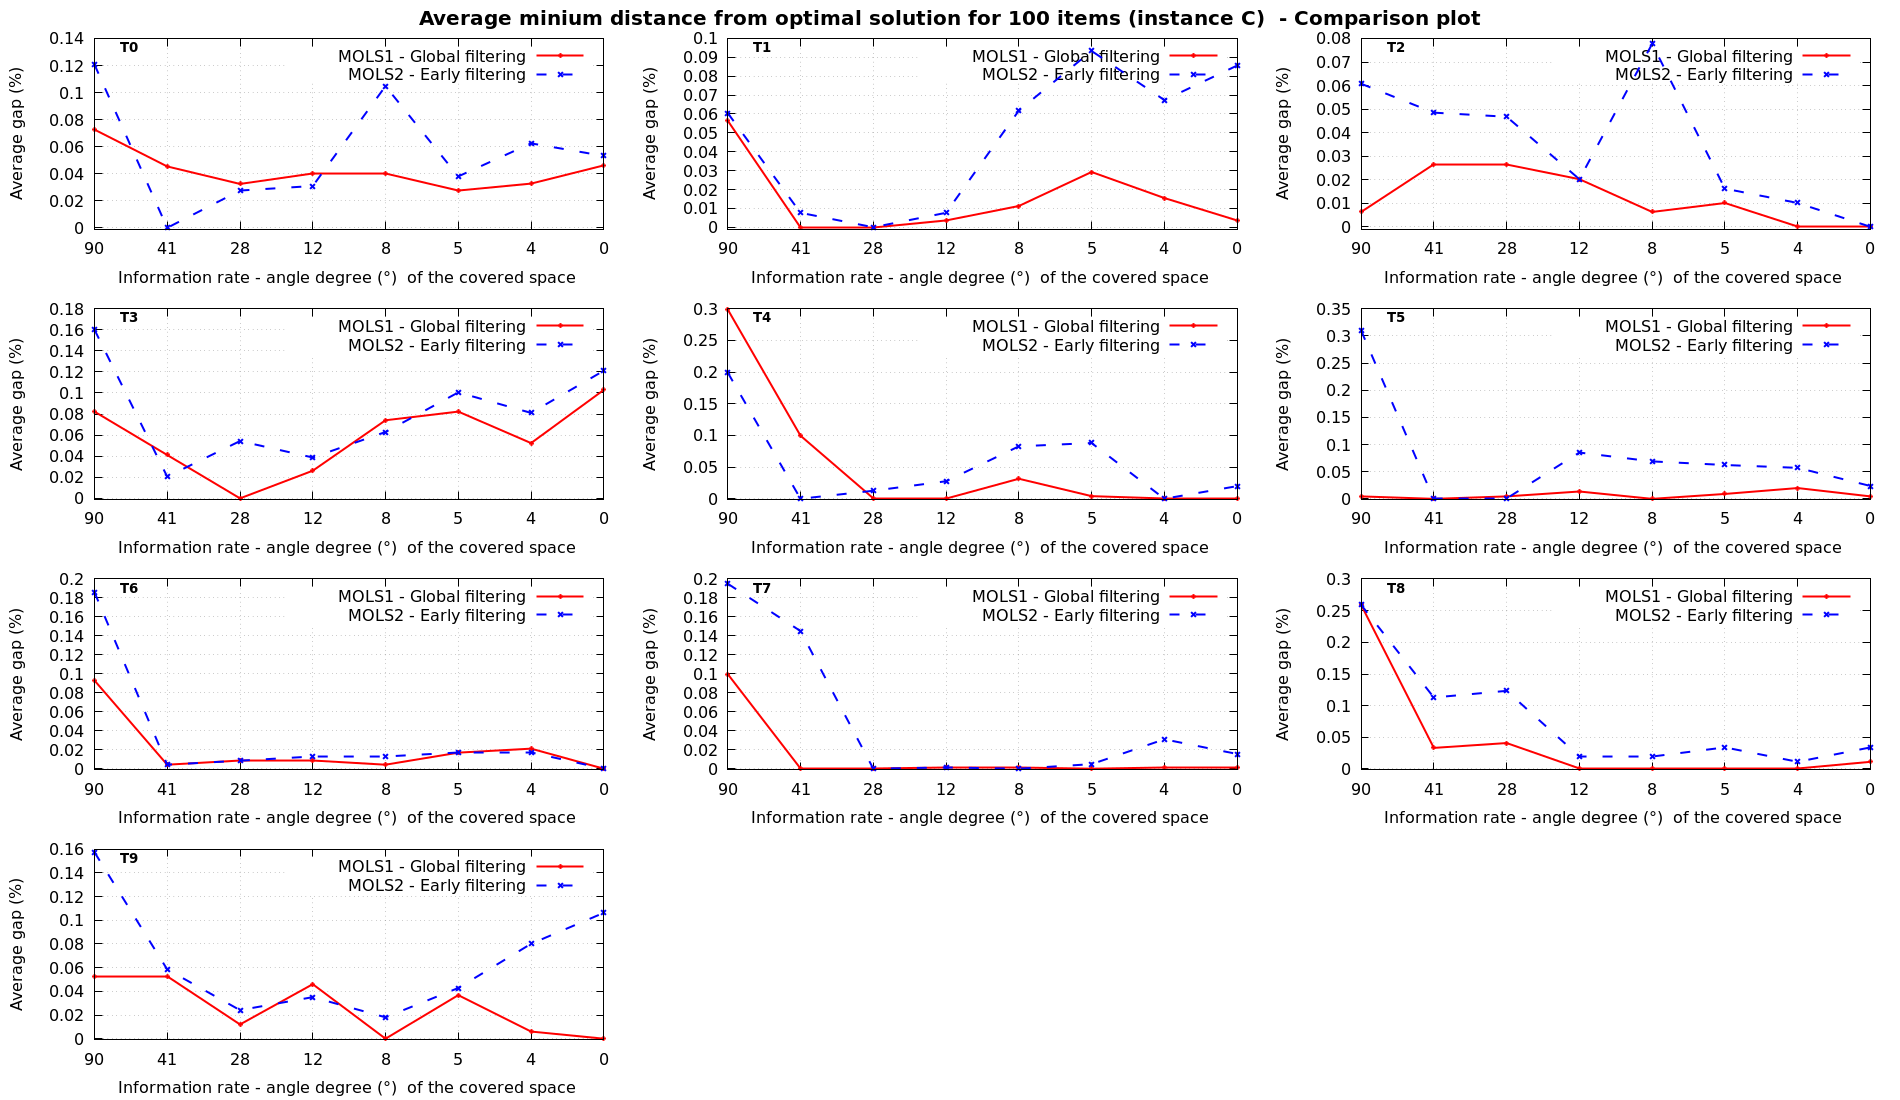 Average minium distance from optimal solution for 100 items (instance C)  - Comparison plot
T0
MOLS1 - Global filtering
MOLS2 - Early filtering
Average gap (%)
0.14
0.12
0.1
0.08
0.06
0.04
0.02
0
90 41 28 12 8 5 4 0
Information rate - angle degree (°)  of the covered space
T1
MOLS1 - Global filtering
MOLS2 - Early filtering
Average gap (%)
0.1
0.09
0.08
0.07
0.06
0.05
0.04
0.03
0.02
0.01
0
90 41 28 12 8 5 4 0
Information rate - angle degree (°)  of the covered space
T2
MOLS1 - Global filtering
MOLS2 - Early filtering
Average gap (%)
0.08
0.07
0.06
0.05
0.04
0.03
0.02
0.01
0
90 41 28 12 8 5 4 0
Information rate - angle degree (°)  of the covered space
T3
MOLS1 - Global filtering
MOLS2 - Early filtering
Average gap (%)
0.18
0.16
0.14
0.12
0.1
0.08
0.06
0.04
0.02
0
90 41 28 12 8 5 4 0
Information rate - angle degree (°)  of the covered space
T4
MOLS1 - Global filtering
MOLS2 - Early filtering
Average gap (%)
0.3
0.25
0.2
0.15
0.1
0.05
0
90 41 28 12 8 5 4 0
Information rate - angle degree (°)  of the covered space
T5
MOLS1 - Global filtering
MOLS2 - Early filtering
Average gap (%)
0.35
0.3
0.25
0.2
0.15
0.1
0.05
0
90 41 28 12 8 5 4 0
Information rate - angle degree (°)  of the covered space
T6
MOLS1 - Global filtering
MOLS2 - Early filtering
Average gap (%)
0.2
0.18
0.16
0.14
0.12
0.1
0.08
0.06
0.04
0.02
0
90 41 28 12 8 5 4 0
Information rate - angle degree (°)  of the covered space
T7
MOLS1 - Global filtering
MOLS2 - Early filtering
Average gap (%)
0.2
0.18
0.16
0.14
0.12
0.1
0.08
0.06
0.04
0.02
0
90 41 28 12 8 5 4 0
Information rate - angle degree (°)  of the covered space
T8
MOLS1 - Global filtering
MOLS2 - Early filtering
Average gap (%)
0.3
0.25
0.2
0.15
0.1
0.05
0
90 41 28 12 8 5 4 0
Information rate - angle degree (°)  of the covered space
T9
MOLS1 - Global filtering
MOLS2 - Early filtering
Average gap (%)
0.16
0.14
0.12
0.1
0.08
0.06
0.04
0.02
0
90 41 28 12 8 5 4 0
Information rate - angle degree (°)  of the covered space